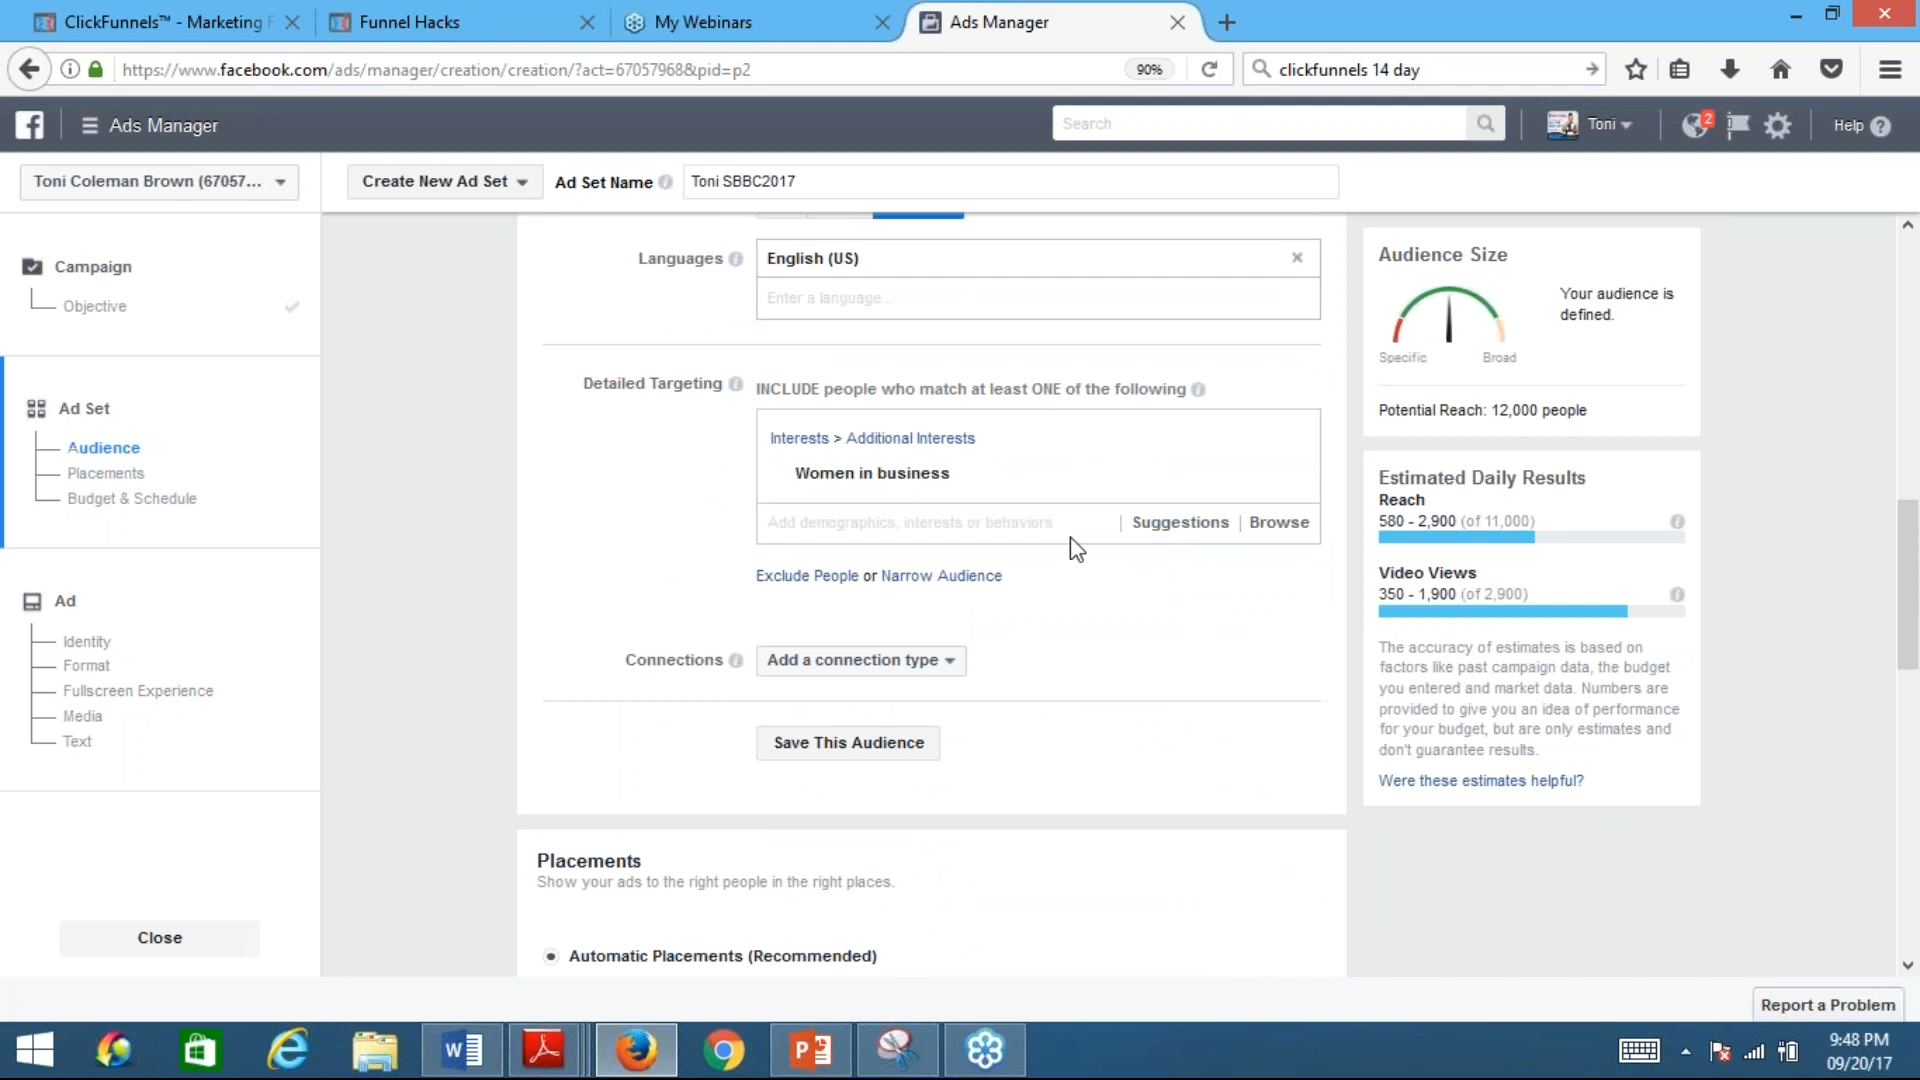 ClickFunnels™ - Marketing F
Funnel Hacks
My Webinars
Ads Manager
https://www.facebook.com/ads/manager/creation/creation/?act=67057968&pid=p2
90%
clickfunnels 14 day
Ads Manager
Search
Toni
2
Help
Toni Coleman Brown (67057...
Create New Ad Set
Ad Set Name
Toni SBBC2017
Campaign
Objective
Ad Set
Audience
Placements
Budget & Schedule
Ad
Identity
Format
Fullscreen Experience
Media
Text
Close
Languages
English (US)
Enter a language...
Detailed Targeting
INCLUDE people who match at least ONE of the following
Interests > Additional Interests
Women in business
Add demographics, interests or behaviors
Suggestions
Browse
Exclude People or Narrow Audience
Connections
Add a connection type
Save This Audience
Placements
Show your ads to the right people in the right places.
Automatic Placements (Recommended)
Audience Size
Your audience is
defined.
Specific
Broad
Potential Reach: 12,000 people
Estimated Daily Results
Reach
580 - 2,900 (of 11,000)
Video Views
350 - 1,900 (of 2,900)
The accuracy of estimates is based on
factors like past campaign data, the budget
you entered and market data. Numbers are
provided to give you an idea of performance
for your budget, but are only estimates and
don't guarantee results.
Were these estimates helpful?
Report a Problem
9:48 PM
09/20/17